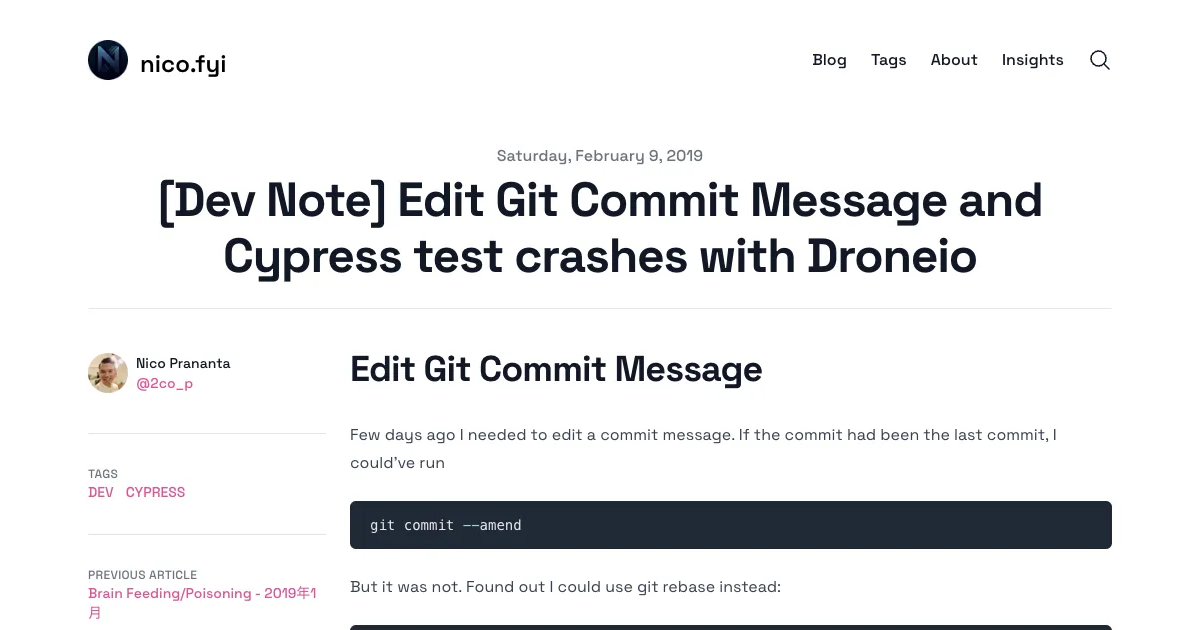 nico.fyi
Blog Tags About Insights
Saturday, February 9, 2019
[Dev Note] Edit Git Commit Message and
Cypress test crashes with Droneio
Nico Prananta
@2co_p
TAGS
DEV CYPRESS
PREVIOUS ARTICLE
Brain Feeding/Poisoning - 2019年1
月
Edit Git Commit Message
Few days ago I needed to edit a commit message. If the commit had been the last commit, I
could've run
git commit --amend
But it was not. Found out I could use git rebase instead: